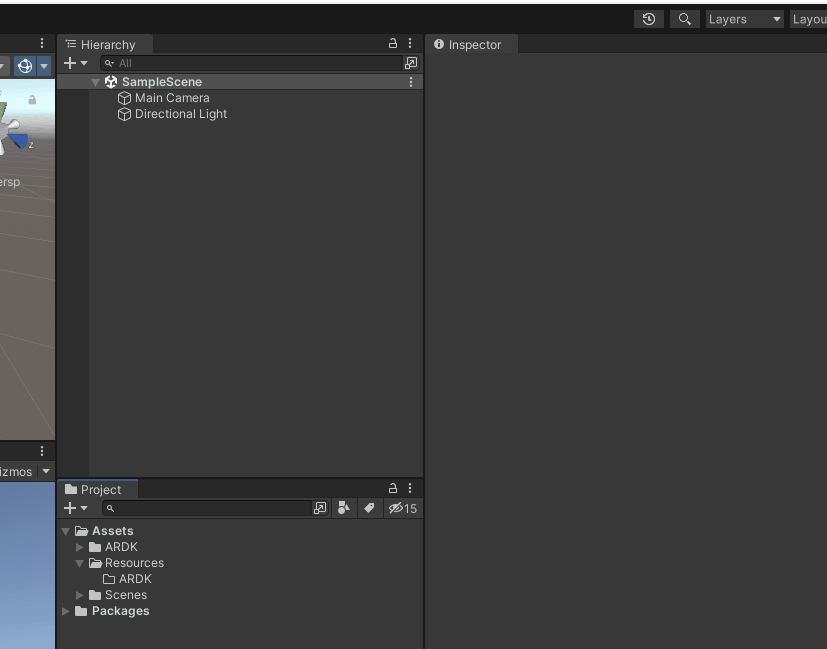 Layers
Layou
Hierarchy
Inspector
All
SampleScene
Main Camera
Directional Light
z
ersp
izmos
Project
15
Assets
ARDK
Resources
ARDK
Scenes
Packages